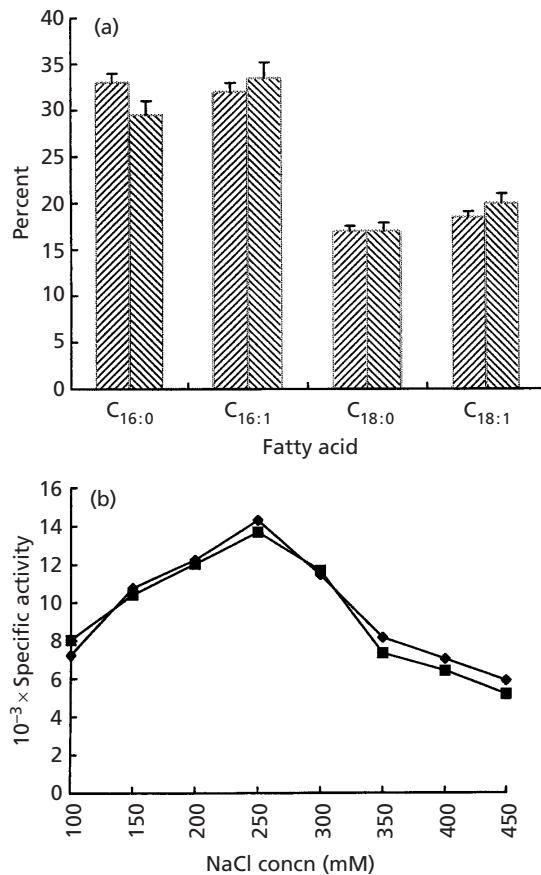 (a)
40
35
30
25
20
15
10
5
0
Percent
C16:0 C16:1 C18:0 C18:1
Fatty acid
(b)
16
14
12
10
8
6
4
2
0
10⁻³ × Specific activity
100 150 200 250 300 350 400 450
NaCl concn (mM)